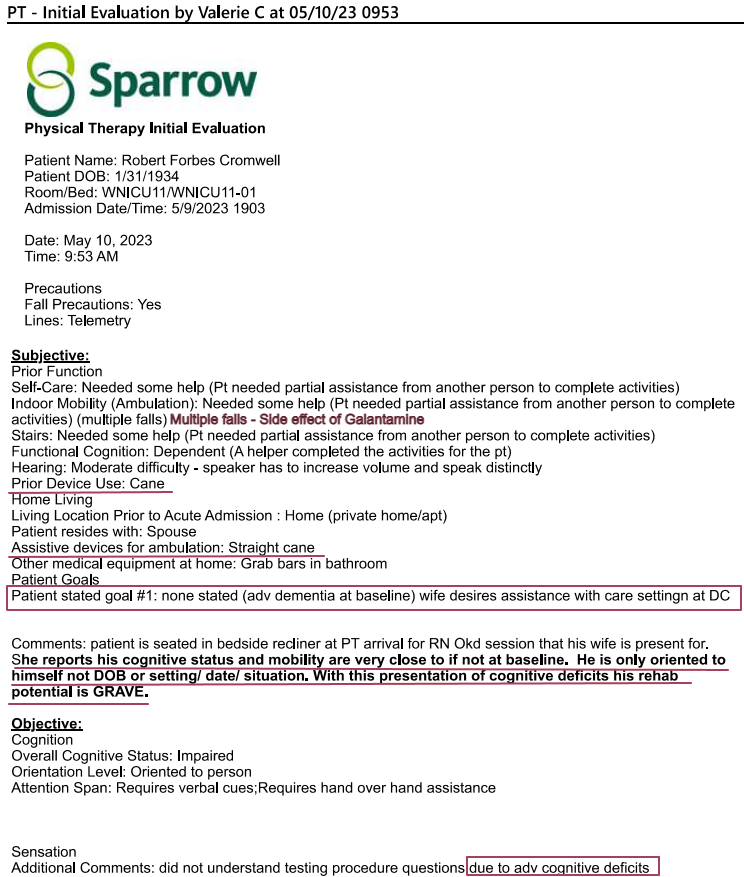 PT - Initial Evaluation by Valerie C at 05/10/23 0953
Sparrow
Physical Therapy Initial Evaluation
Patient Name: Robert Forbes Cromwell
Patient DOB: 1/31/1934
Room/Bed: WNICU11/WNICU11-01
Admission Date/Time: 5/9/2023 1903
Date: May 10, 2023
Time: 9:53 AM
Precautions
Fall Precautions: Yes
Lines: Telemetry
Subjective:
Prior Function
Self-Care: Needed some help (Pt needed partial assistance from another person to complete activities)
Indoor Mobility (Ambulation): Needed some help (Pt needed partial assistance from another person to complete
activities) (multiple falls) Multiple falls - Side effect of Galantamine
Stairs: Needed some help (Pt needed partial assistance from another person to complete activities)
Functional Cognition: Dependent (A helper completed the activities for the pt)
Hearing: Moderate difficulty - speaker has to increase volume and speak distinctly
Prior Device Use: Cane
Home Living
Living Location Prior to Acute Admission : Home (private home/apt)
Patient resides with: Spouse
Assistive devices for ambulation: Straight cane
Other medical equipment at home: Grab bars in bathroom
Patient Goals
Patient stated goal #1: none stated (adv dementia at baseline) wife desires assistance with care settingn at DC
Comments: patient is seated in bedside recliner at PT arrival for RN Okd session that his wife is present for.
She reports his cognitive status and mobility are very close to if not at baseline. He is only oriented to
himself not DOB or setting/ date/ situation. With this presentation of cognitive deficits his rehab
potential is GRAVE.
Objective:
Cognition
Overall Cognitive Status: Impaired
Orientation Level: Oriented to person
Attention Span: Requires verbal cues;Requires hand over hand assistance
Sensation
Additional Comments: did not understand testing procedure questions due to adv cognitive deficits